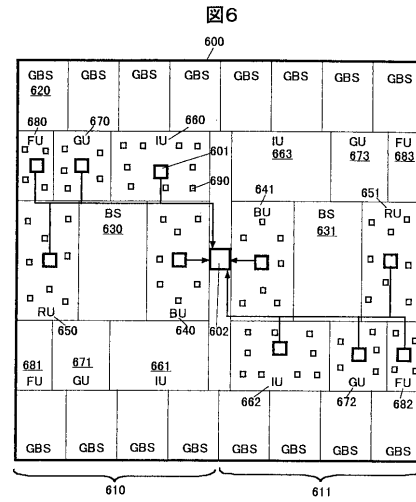 図6
600
GBS GBS GBS GBS GBS GBS GBS GBS
620
680 670 660
FU GU IU 601 IU GU FU
663 673 683
690 641 651
BS BU BS RU
630 631
RU BU 602
650 640
681 671 661
FU GU IU IU GU FU
662 672 682
GBS GBS GBS GBS GBS GBS GBS GBS
610 611